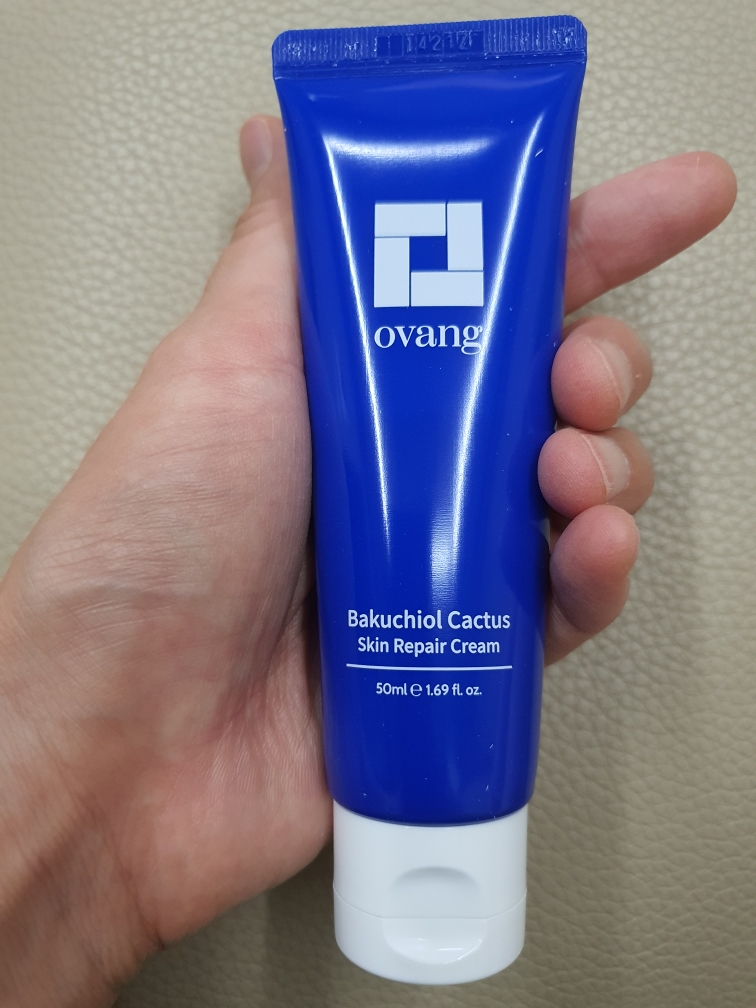 ovang
Bakuchiol Cactus
Skin Repair Cream
50ml ℮ 1.69 fl. oz.